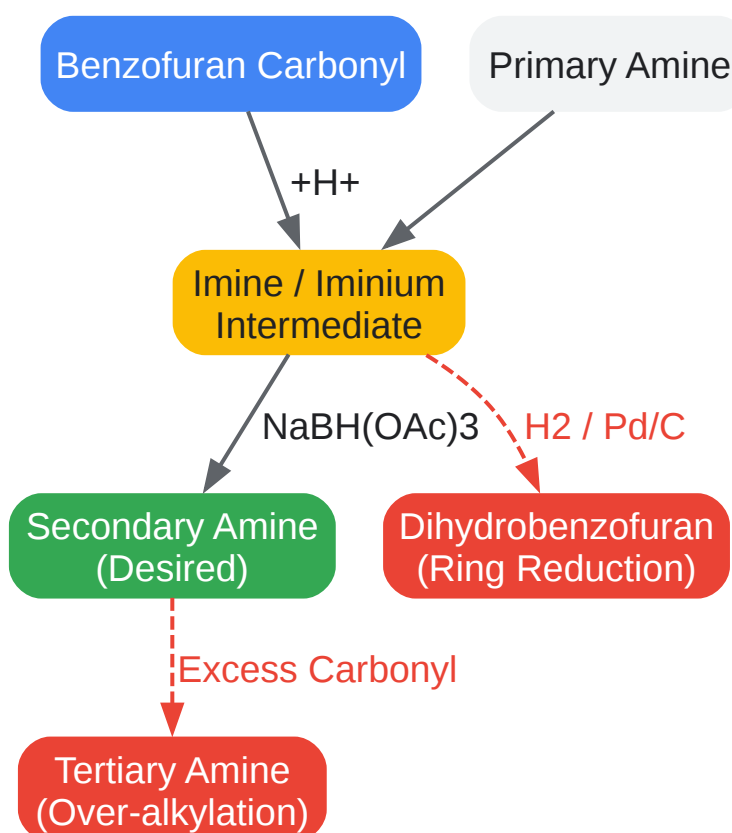 Benzofuran Carbonyl
Primary Amine
+H+
Imine / Iminium
Intermediate
NaBH(OAc)3
H2 / Pd/C
Secondary Amine
(Desired)
Dihydrobenzofuran
(Ring Reduction)
Excess Carbonyl
Tertiary Amine
(Over-alkylation)